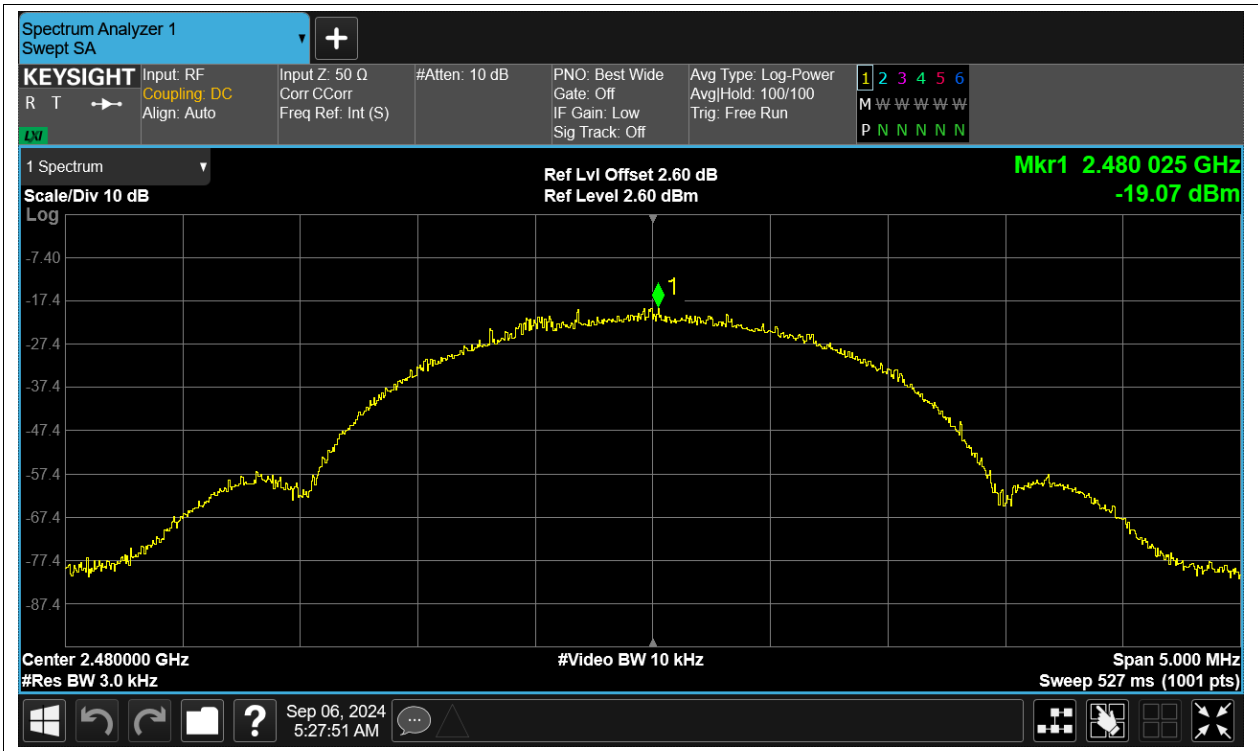 Spectrum Analyzer 1
Swept SA
+
KEYSIGHT
R T
LXI
Input: RF
Coupling: DC
Align: Auto
Input Z: 50 Ω
Corr CCorr
Freq Ref: Int (S)
#Atten: 10 dB
PNO: Best Wide
Gate: Off
IF Gain: Low
Sig Track: Off
Avg Type: Log-Power
Avg|Hold: 100/100
Trig: Free Run
1 2 3 4 5 6
M W W W W W
P N N N N N
1 Spectrum
Scale/Div 10 dB
Ref Lvl Offset 2.60 dB
Ref Level 2.60 dBm
Mkr1 2.480 025 GHz
-19.07 dBm
Log
-7.40
-17.4
-27.4
-37.4
-47.4
-57.4
-67.4
-77.4
-87.4
1
Center 2.480000 GHz
#Res BW 3.0 kHz
#Video BW 10 kHz
Span 5.000 MHz
Sweep 527 ms (1001 pts)
?
Sep 06, 2024
5:27:51 AM